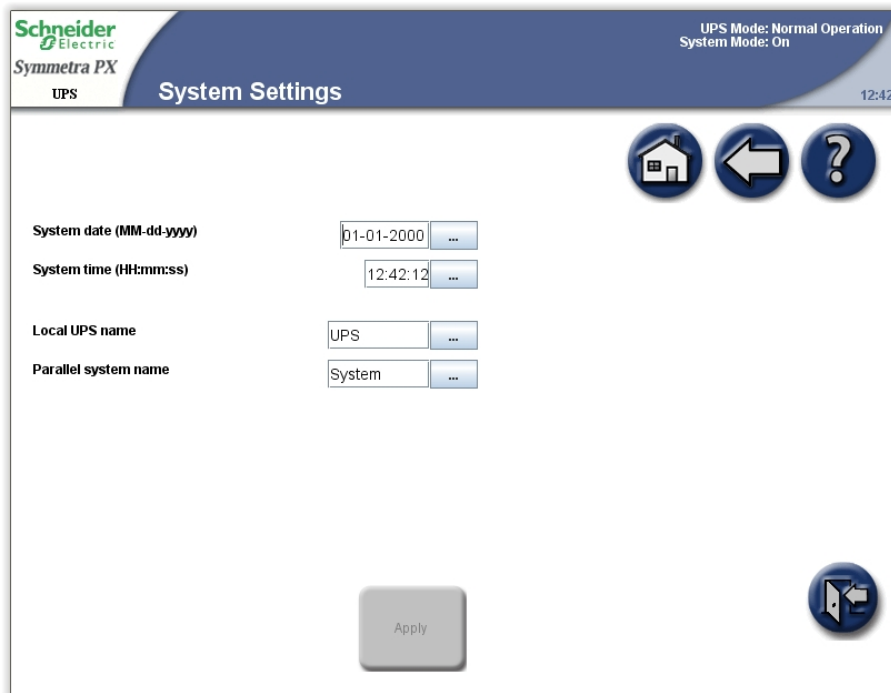 Schneider
Electric
Symmetra PX
UPS
System Settings
UPS Mode: Normal Operation
System Mode: On
12:42
?
System date (MM-dd-yyyy) 01-01-2000 ...
System time (HH:mm:ss) 12:42:12 ...
Local UPS name UPS ...
Parallel system name System ...
Apply